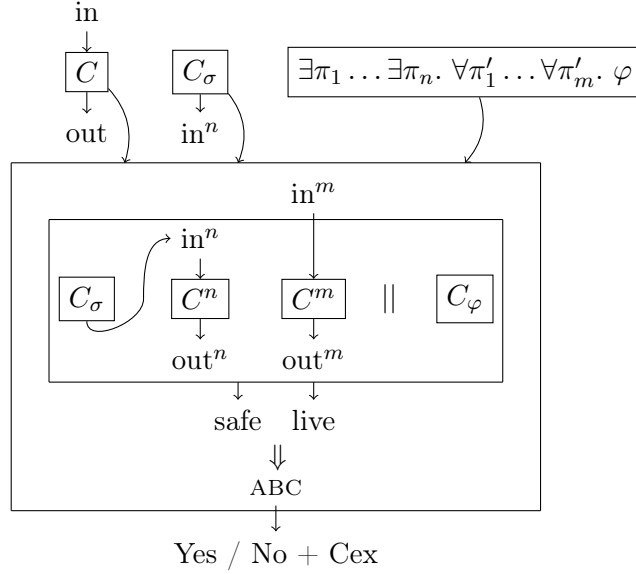 in
C
C_σ
∃π₁ … ∃πₙ. ∀π′₁ … ∀π′ₘ. φ
out
inⁿ
inᵐ
inⁿ
C_σ
Cⁿ
Cᵐ
||
C_φ
outⁿ
outᵐ
safe live
⇓
ABC
Yes / No + Cex